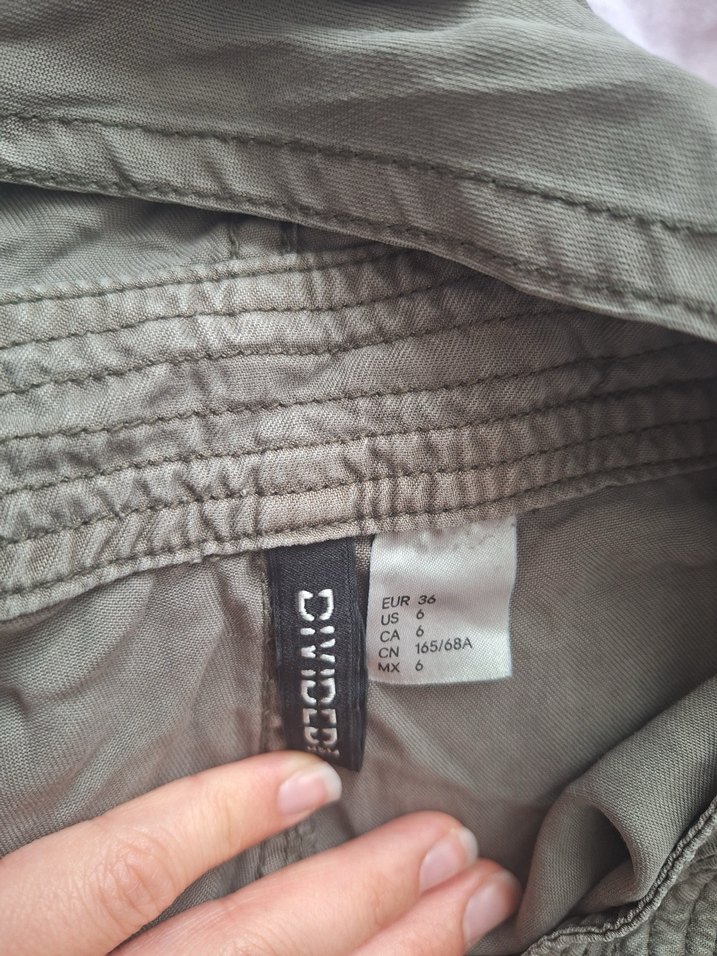 DIVIDED
EUR 36
US 6
CA 6
CN 165/68A
MX 6